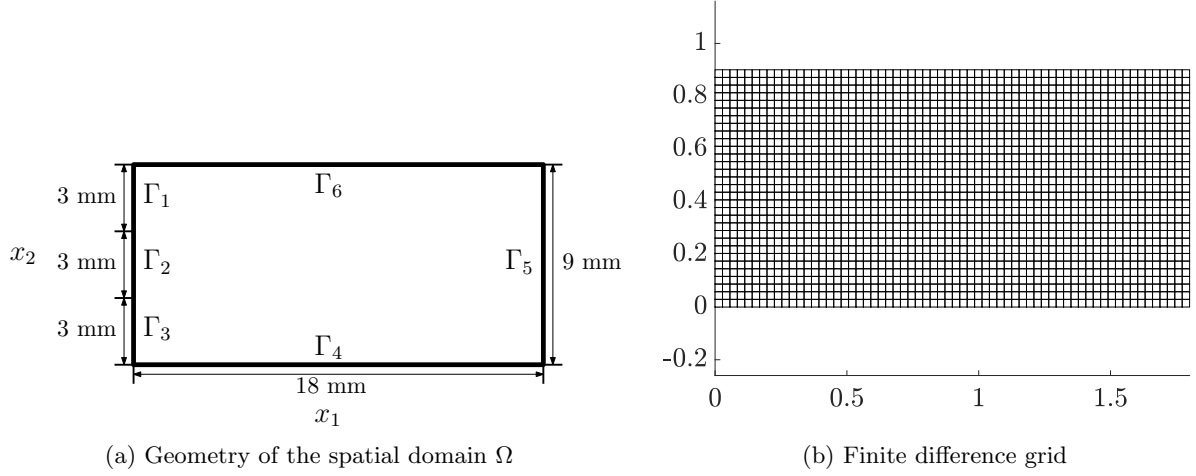 3 mm
Γ1
Γ6
x2
3 mm
Γ2
Γ5
9 mm
3 mm
Γ3
Γ4
18 mm
x1
(a) Geometry of the spatial domain Ω
1
0.8
0.6
0.4
0.2
0
-0.2
0
0.5
1
1.5
(b) Finite difference grid